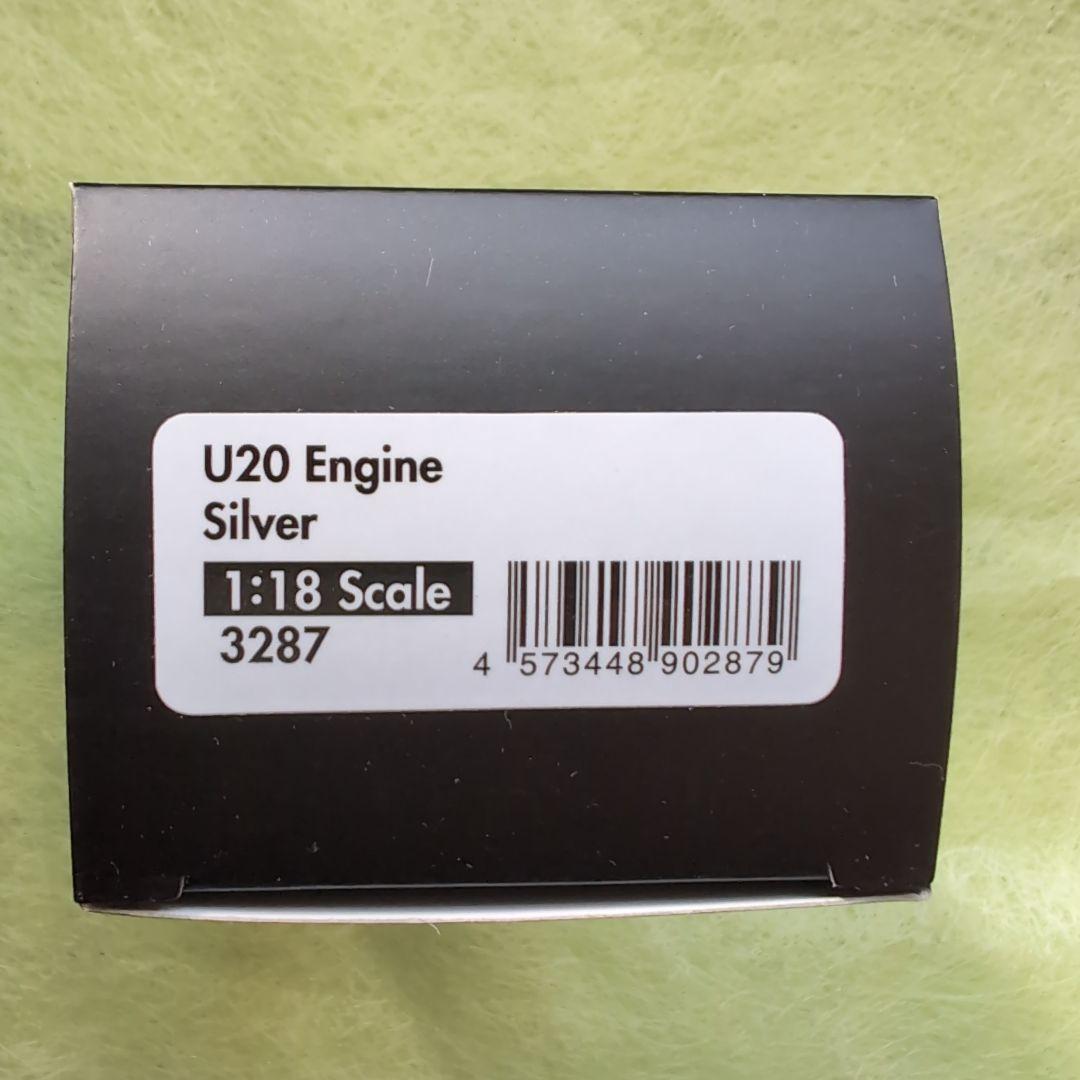 U20 Engine
Silver
1:18 Scale
3287
4 573448 902879